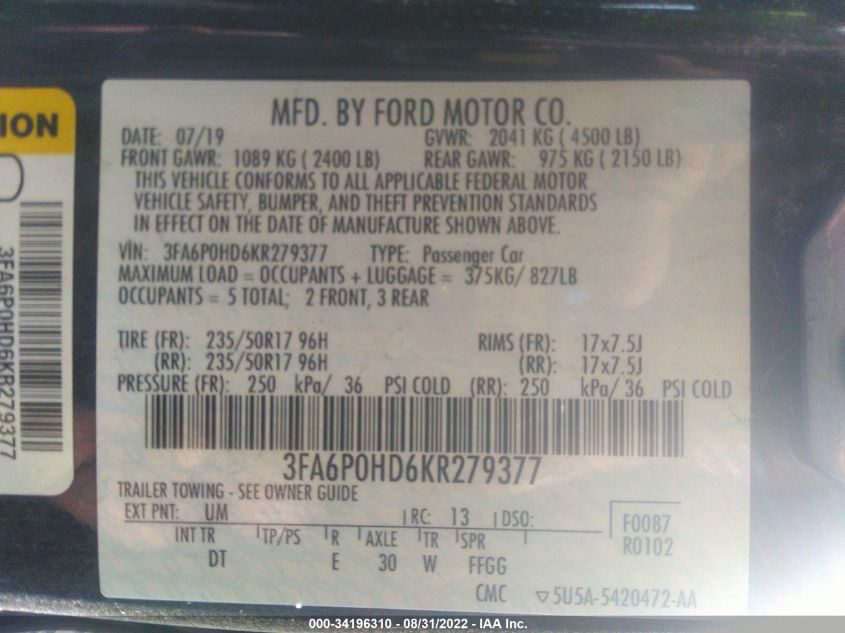 ION
3FA6P0HD6KR279377
MFD. BY FORD MOTOR CO.
DATE: 07/19 GVWR: 2041 KG ( 4500 LB)
FRONT GAWR: 1089 KG ( 2400 LB) REAR GAWR: 975 KG ( 2150 LB)
THIS VEHICLE CONFORMS TO ALL APPLICABLE FEDERAL MOTOR
VEHICLE SAFETY, BUMPER, AND THEFT PREVENTION STANDARDS
IN EFFECT ON THE DATE OF MANUFACTURE SHOWN ABOVE.
VIN: 3FA6P0HD6KR279377 TYPE: Passenger Car
MAXIMUM LOAD = OCCUPANTS + LUGGAGE = 375KG/ 827LB
OCCUPANTS = 5 TOTAL; 2 FRONT, 3 REAR
TIRE (FR): 235/50R17 96H RIMS (FR): 17x7.5J
(RR): 235/50R17 96H (RR): 17x7.5J
PRESSURE (FR): 250 kPa/ 36 PSI COLD (RR): 250 kPa/ 36 PSI COLD
3FA6P0HD6KR279377
TRAILER TOWING - SEE OWNER GUIDE
EXT PNT: UM RC: 13 DSO: F0087
INT TR TP/PS R AXLE TR SPR R0102
DT E 30 W FFGG
CMC ▽5USA-5420472-AA
000-34196310 - 08/31/2022 - IAA Inc.